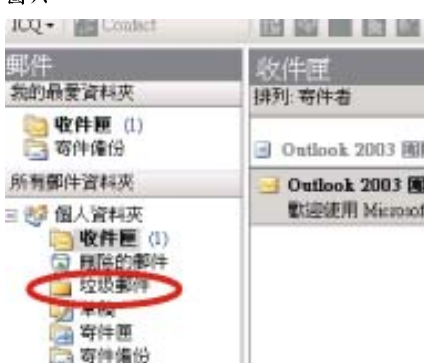 ICQ
Contact
郵件
我的最愛資料夾
收件匣 (1)
寄件備份
所有郵件資料夾
個人資料夾
收件匣 (1)
刪除的郵件
垃圾郵件
草稿
寄件匣
寄件備份
收件匣
排列: 寄件者
Outlook 2003
Outlook 2003
歡迎使用 Microsoft